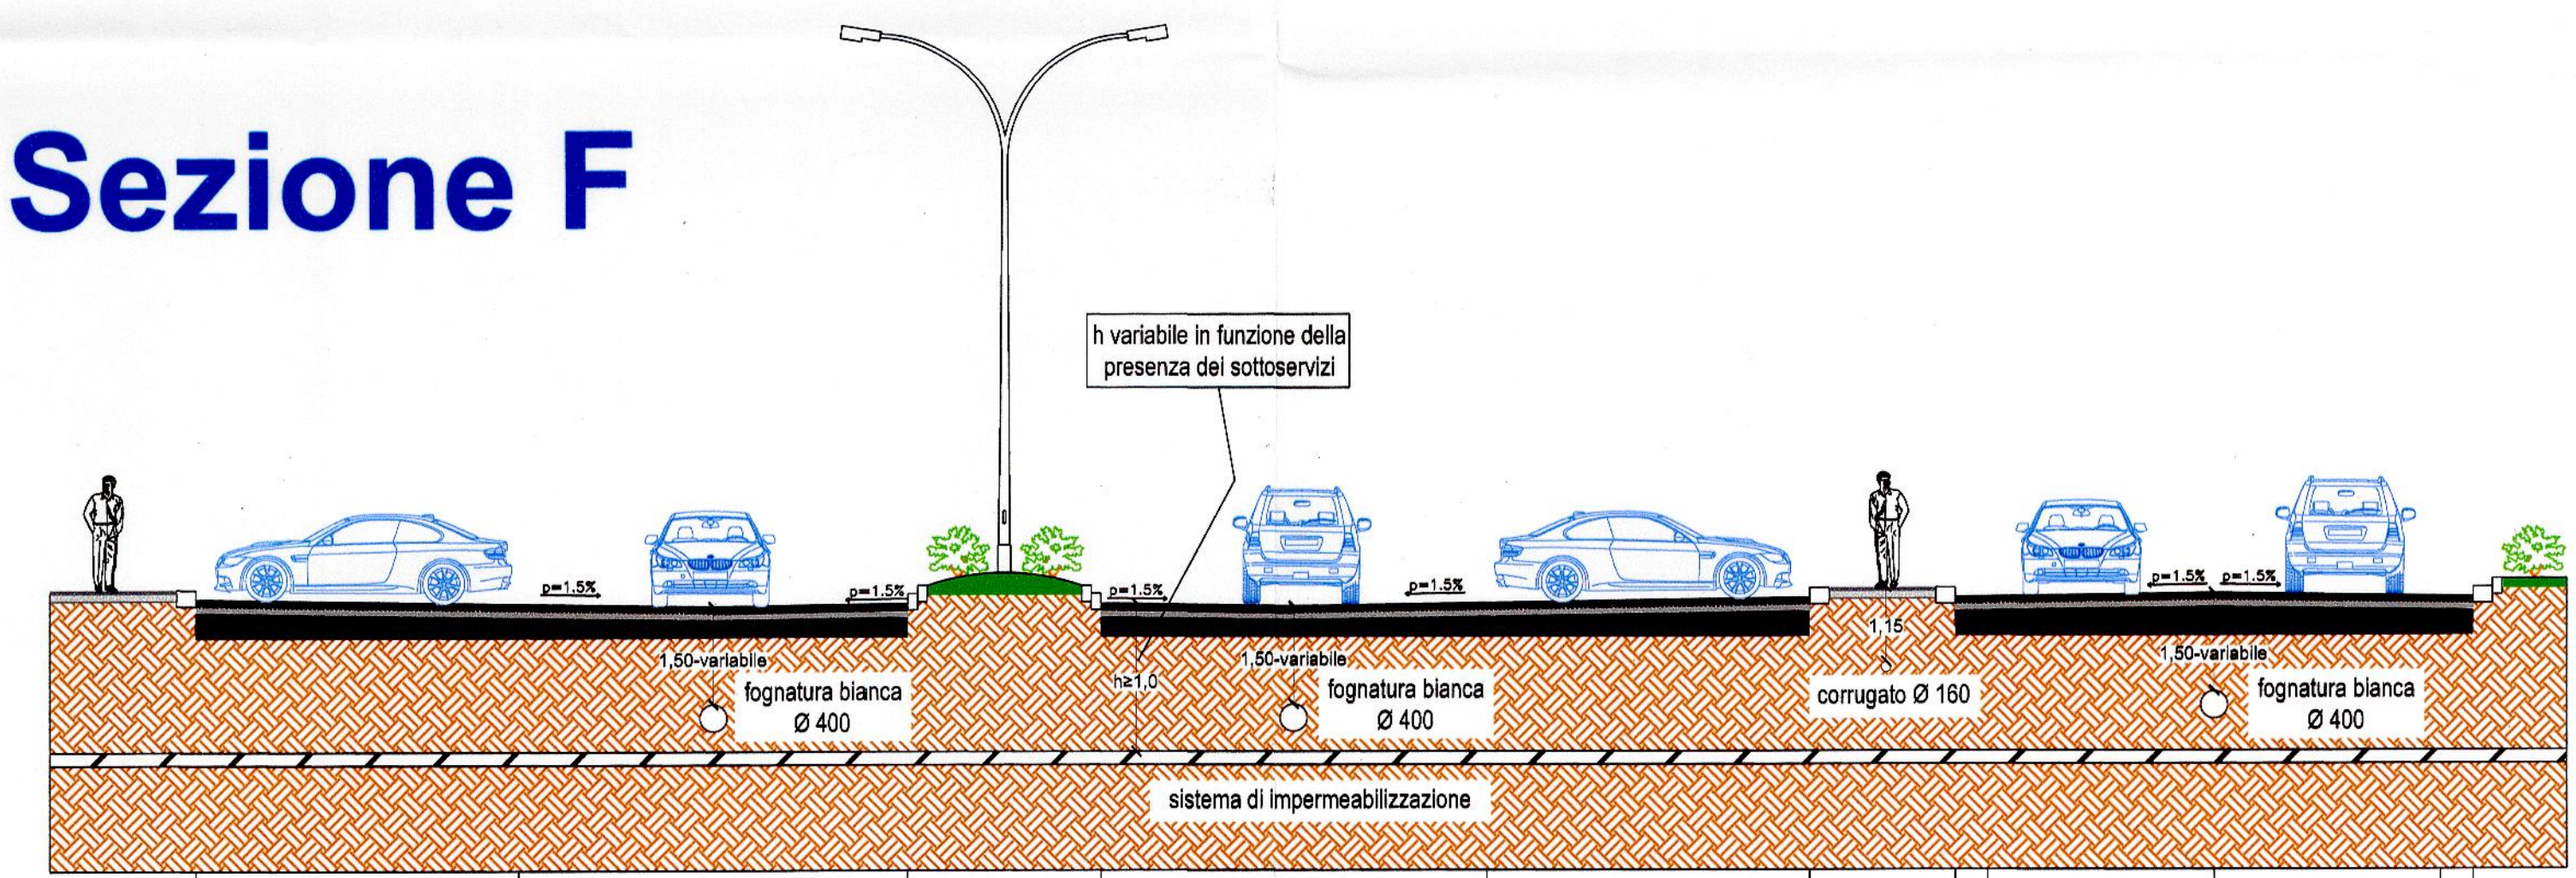 Sezione F
h variabile in funzione della
presenza dei sottoservizi
p=1.5%
p=1.5%
p=1.5%
p=1.5%
p=1.5%
p=1.5%
1,50-variabile
fognatura bianca
Ø 400
h≥1,0
1,50-variabile
fognatura bianca
Ø 400
1,15
corrugato Ø 160
1,50-variabile
fognatura bianca
Ø 400
sistema di impermeabilizzazione